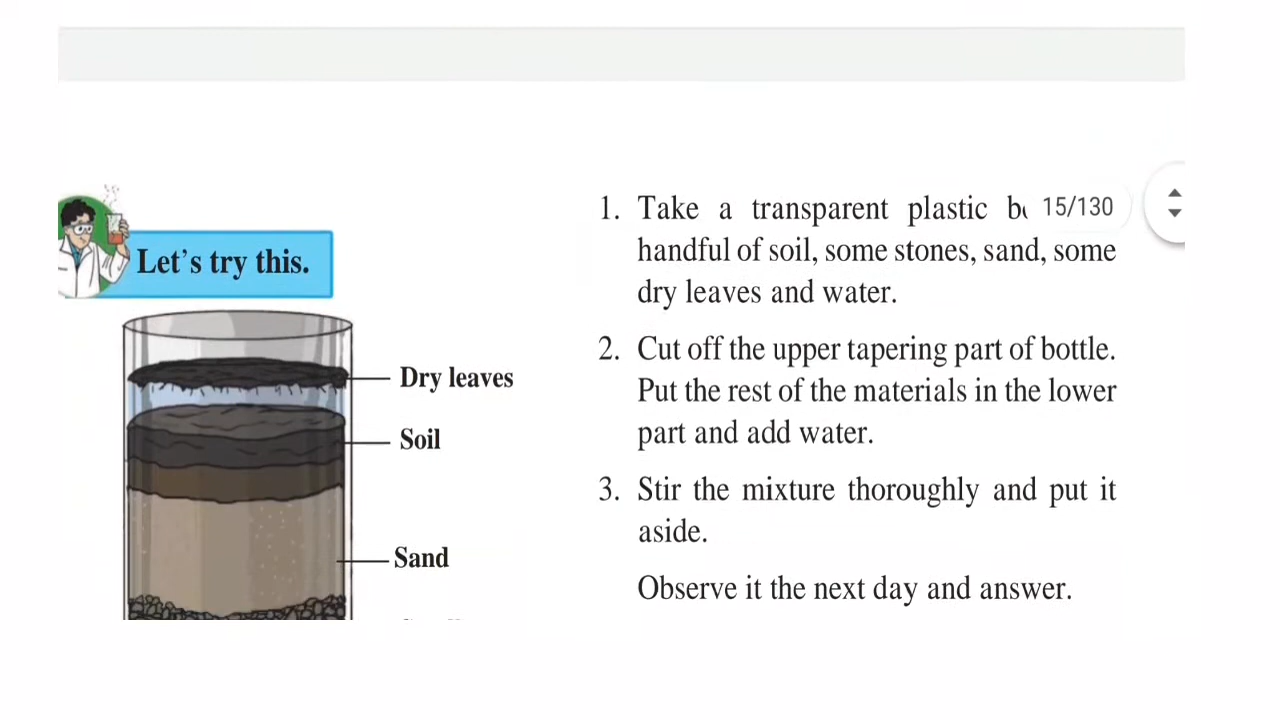 Let's try this.
Dry leaves
Soil
Sand
1. Take a transparent plastic
handful of soil, some stones, sand, some
dry leaves and water.
2. Cut off the upper tapering part of bottle.
Put the rest of the materials in the lower
part and add water.
3. Stir the mixture thoroughly and put it
aside.
Observe it the next day and answer.
15/130